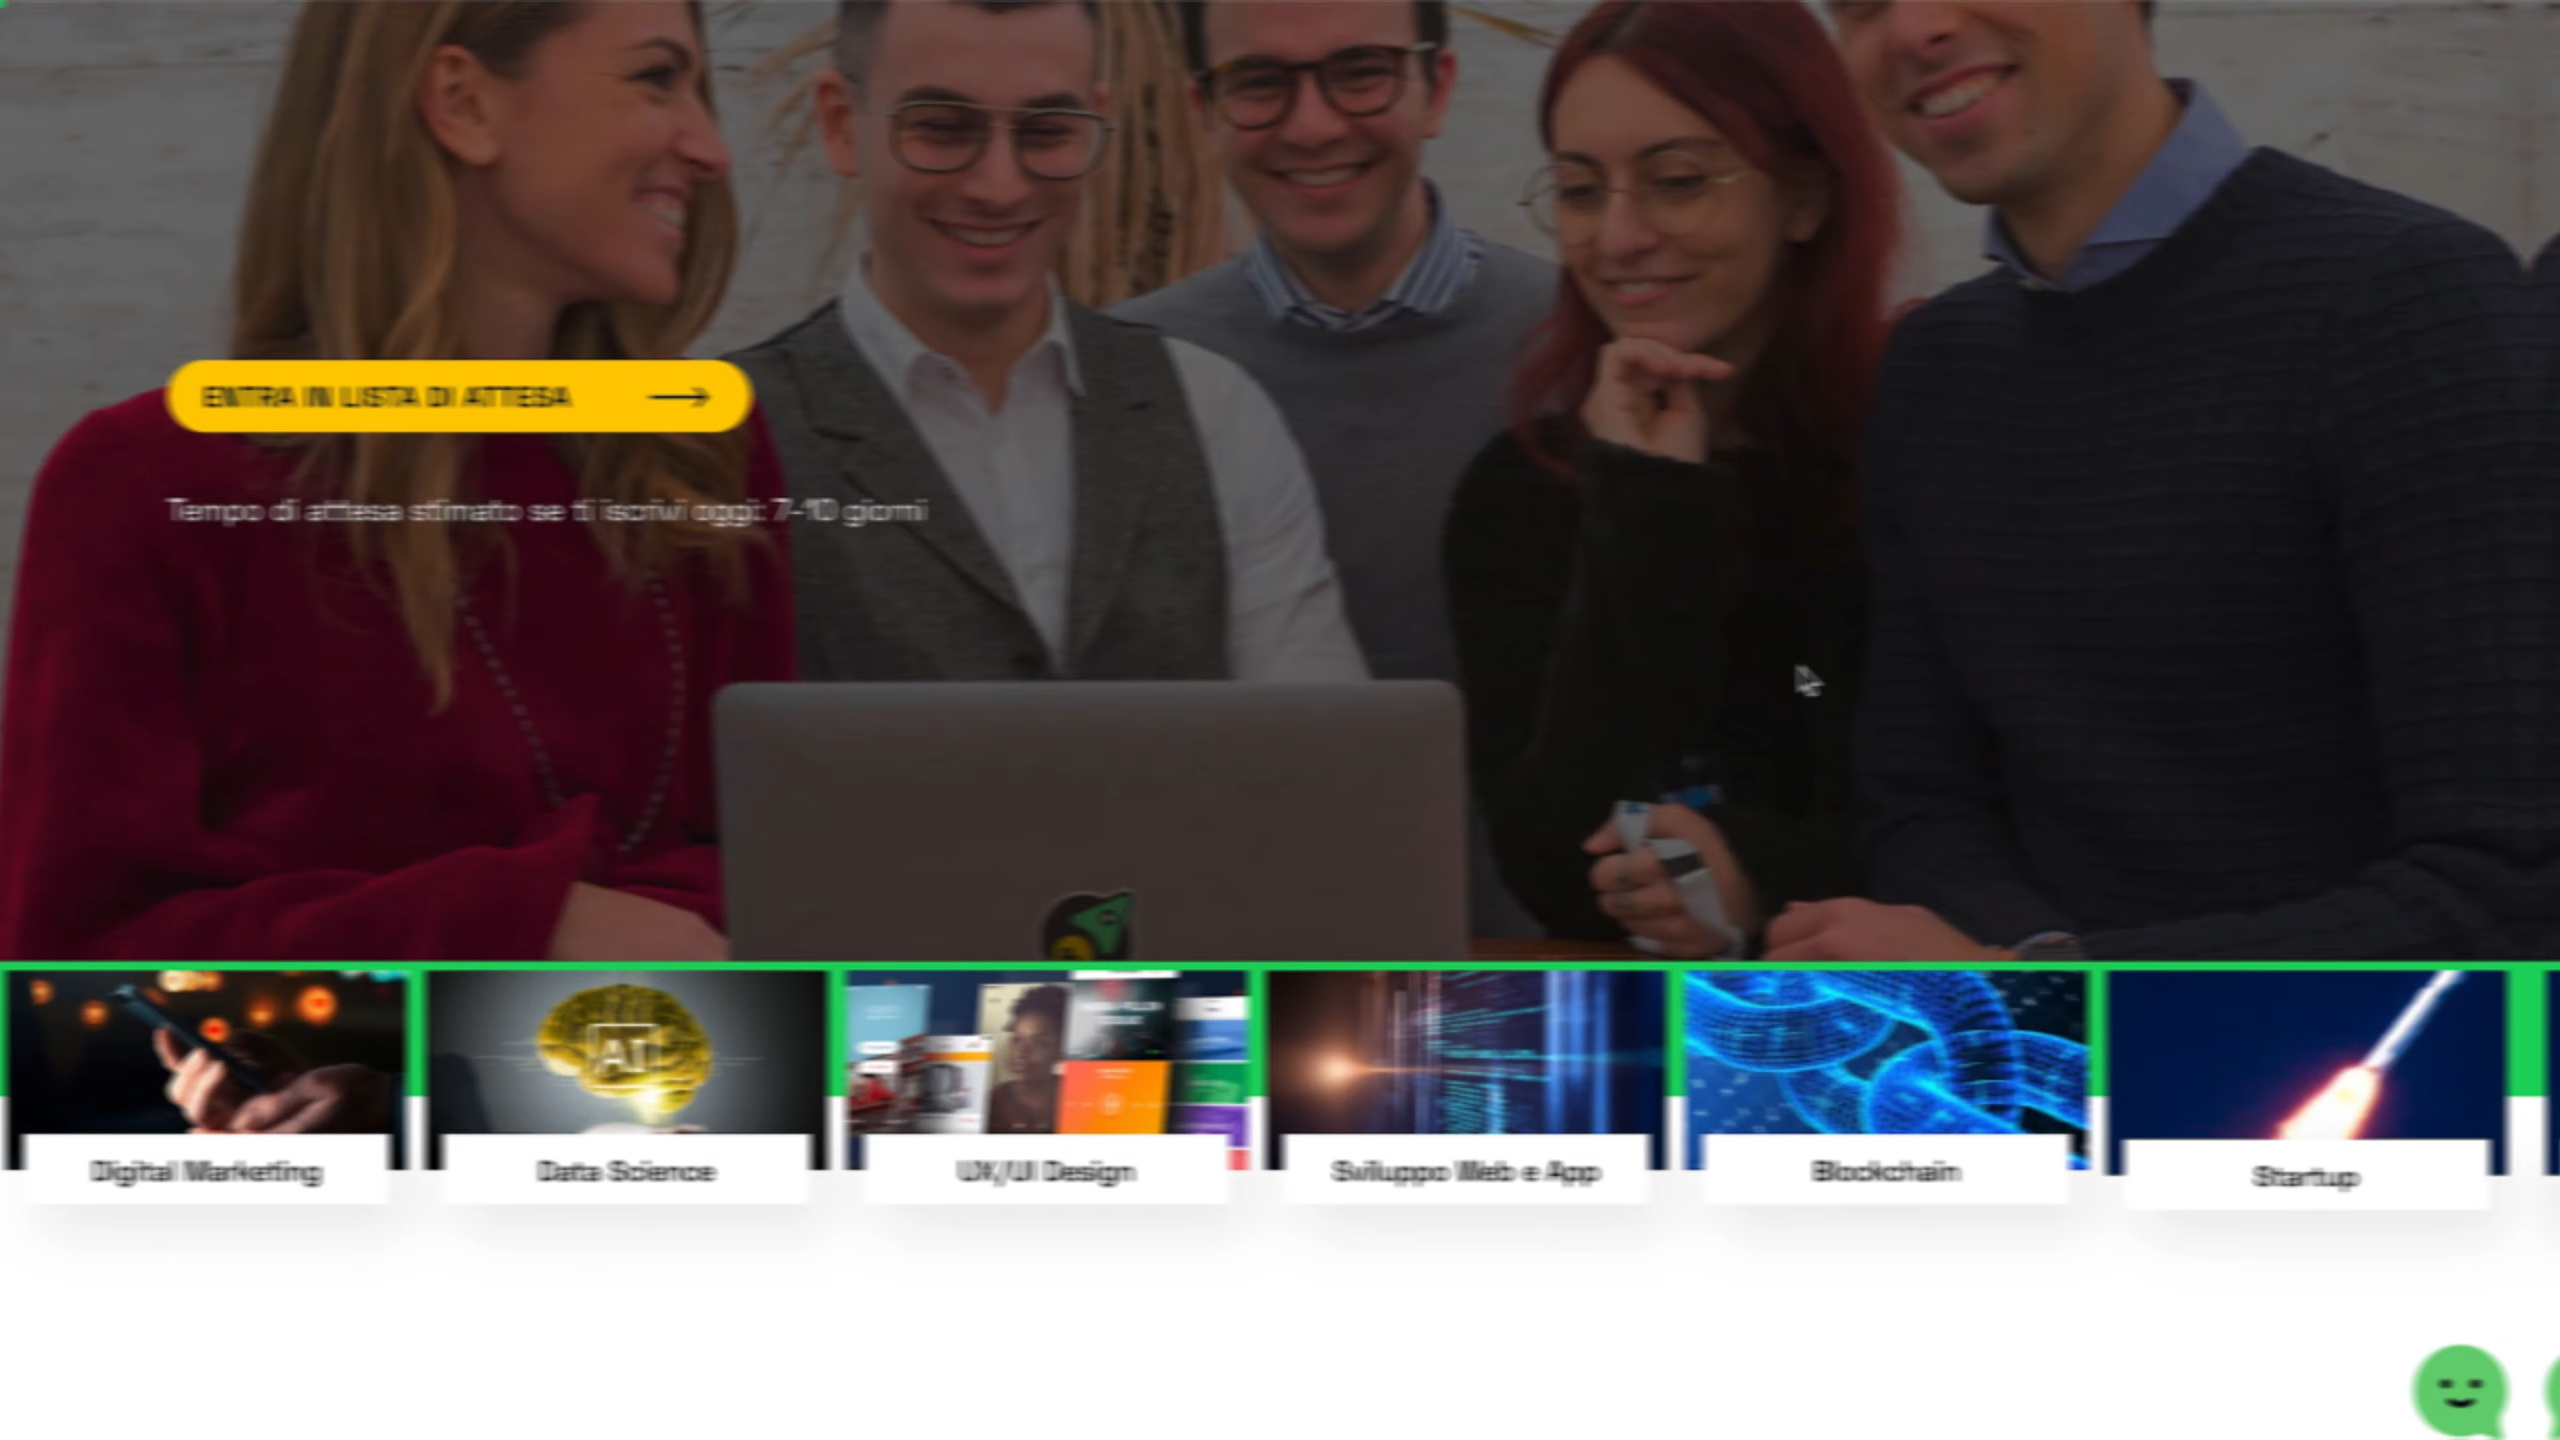 ENTRA IN LISTA DI ATTESA
Tempo di attesa stimato se ti iscrivi oggi: 7-10 giorni
AI
Digital Marketing
Data Science
UX/UI Design
Sviluppo Web e App
Blockchain
Startup